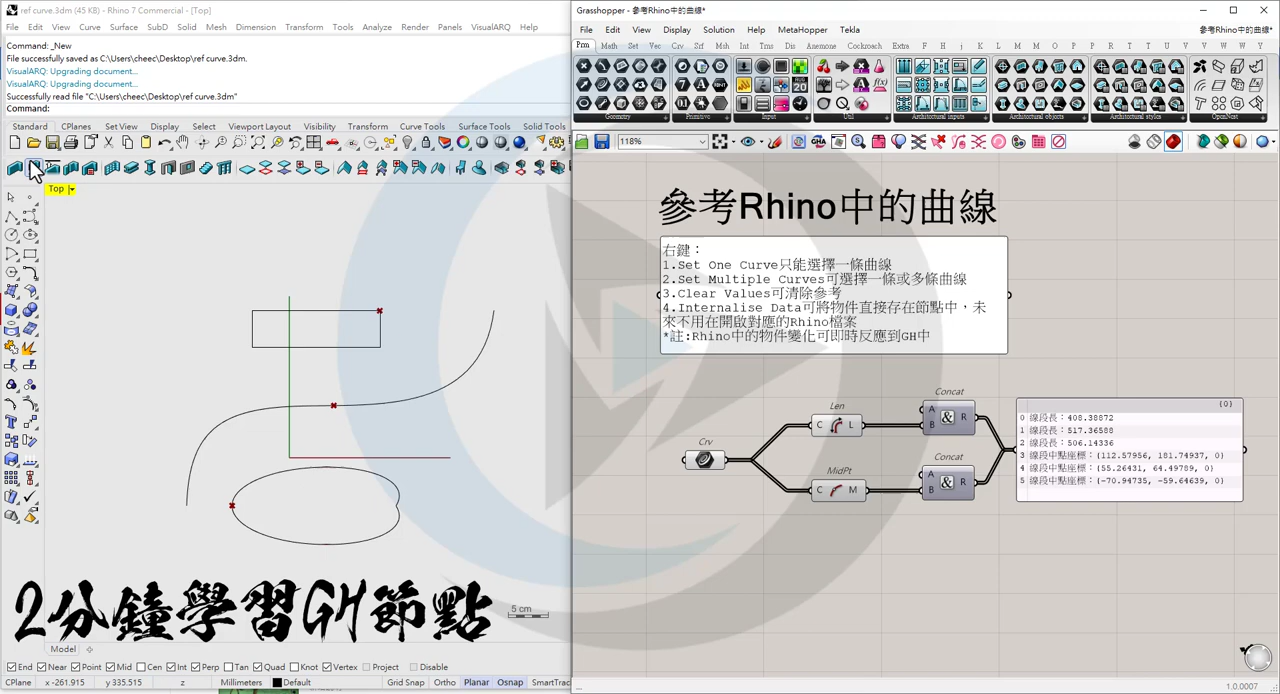 ref curve.3dm (45 KB) - Rhino 7 Commercial - [Top]
File Edit View Curve Surface SubD Solid Mesh Dimension Transform Tools Analyze Render Panels VisualARQ Help
Command: _New
File successfully saved as C:\Users\cheec\Desktop\ref curve.3dm.
VisualARQ: Upgrading document...
VisualARQ: Upgrading document...
Successfully read file "C:\Users\cheec\Desktop\ref curve.3dm"
Command:
Standard CPlanes Set View Display Select Viewport Layout Visibility Transform Curve Tools Surface Tools Solid Tools
Top
2分鐘學習GH節點
5 cm
Model
End Near Point Mid Cen Int Perp Tan Quad Knot Vertex Project Disable
CPlane x -261.915 y 335.515 z Millimeters Default Grid Snap Ortho Planar Osnap SmartTrac
Grasshopper - 參考Rhino中的曲線*
File Edit View Display Solution Help MetaHopper Tekla
參考Rhino中的曲線*
Prm Math Set Vec Crv Srf Msh Int Trns Dis Anemone Cockroach Extra F H j K L M M O P P R T T U V V V W W Y
Geometry Primitive Input Util Architectural inputs Architectural objects Architectural styles OpenNest
118%
參考Rhino中的曲線
右鍵：
1.Set One Curve只能選擇一條曲線
2.Set Multiple Curves可選擇一條或多條曲線
3.Clear Values可清除參考
4.Internalise Data可將物件直接存在節點中，未
來不用在開啟對應的Rhino檔案
*註:Rhino中的物件變化可即時反應到GH中
Crv
Len
C L
MidPt
C M
Concat
A B & R
Concat
A B & R
{0}
0 線段長：408.38872
1 線段長：517.36588
2 線段長：506.14336
3 線段中點座標：{112.57956, 181.74937, 0}
4 線段中點座標：{55.26431, 64.49789, 0}
5 線段中點座標：{-70.94735, -59.64639, 0}
1.0.0007